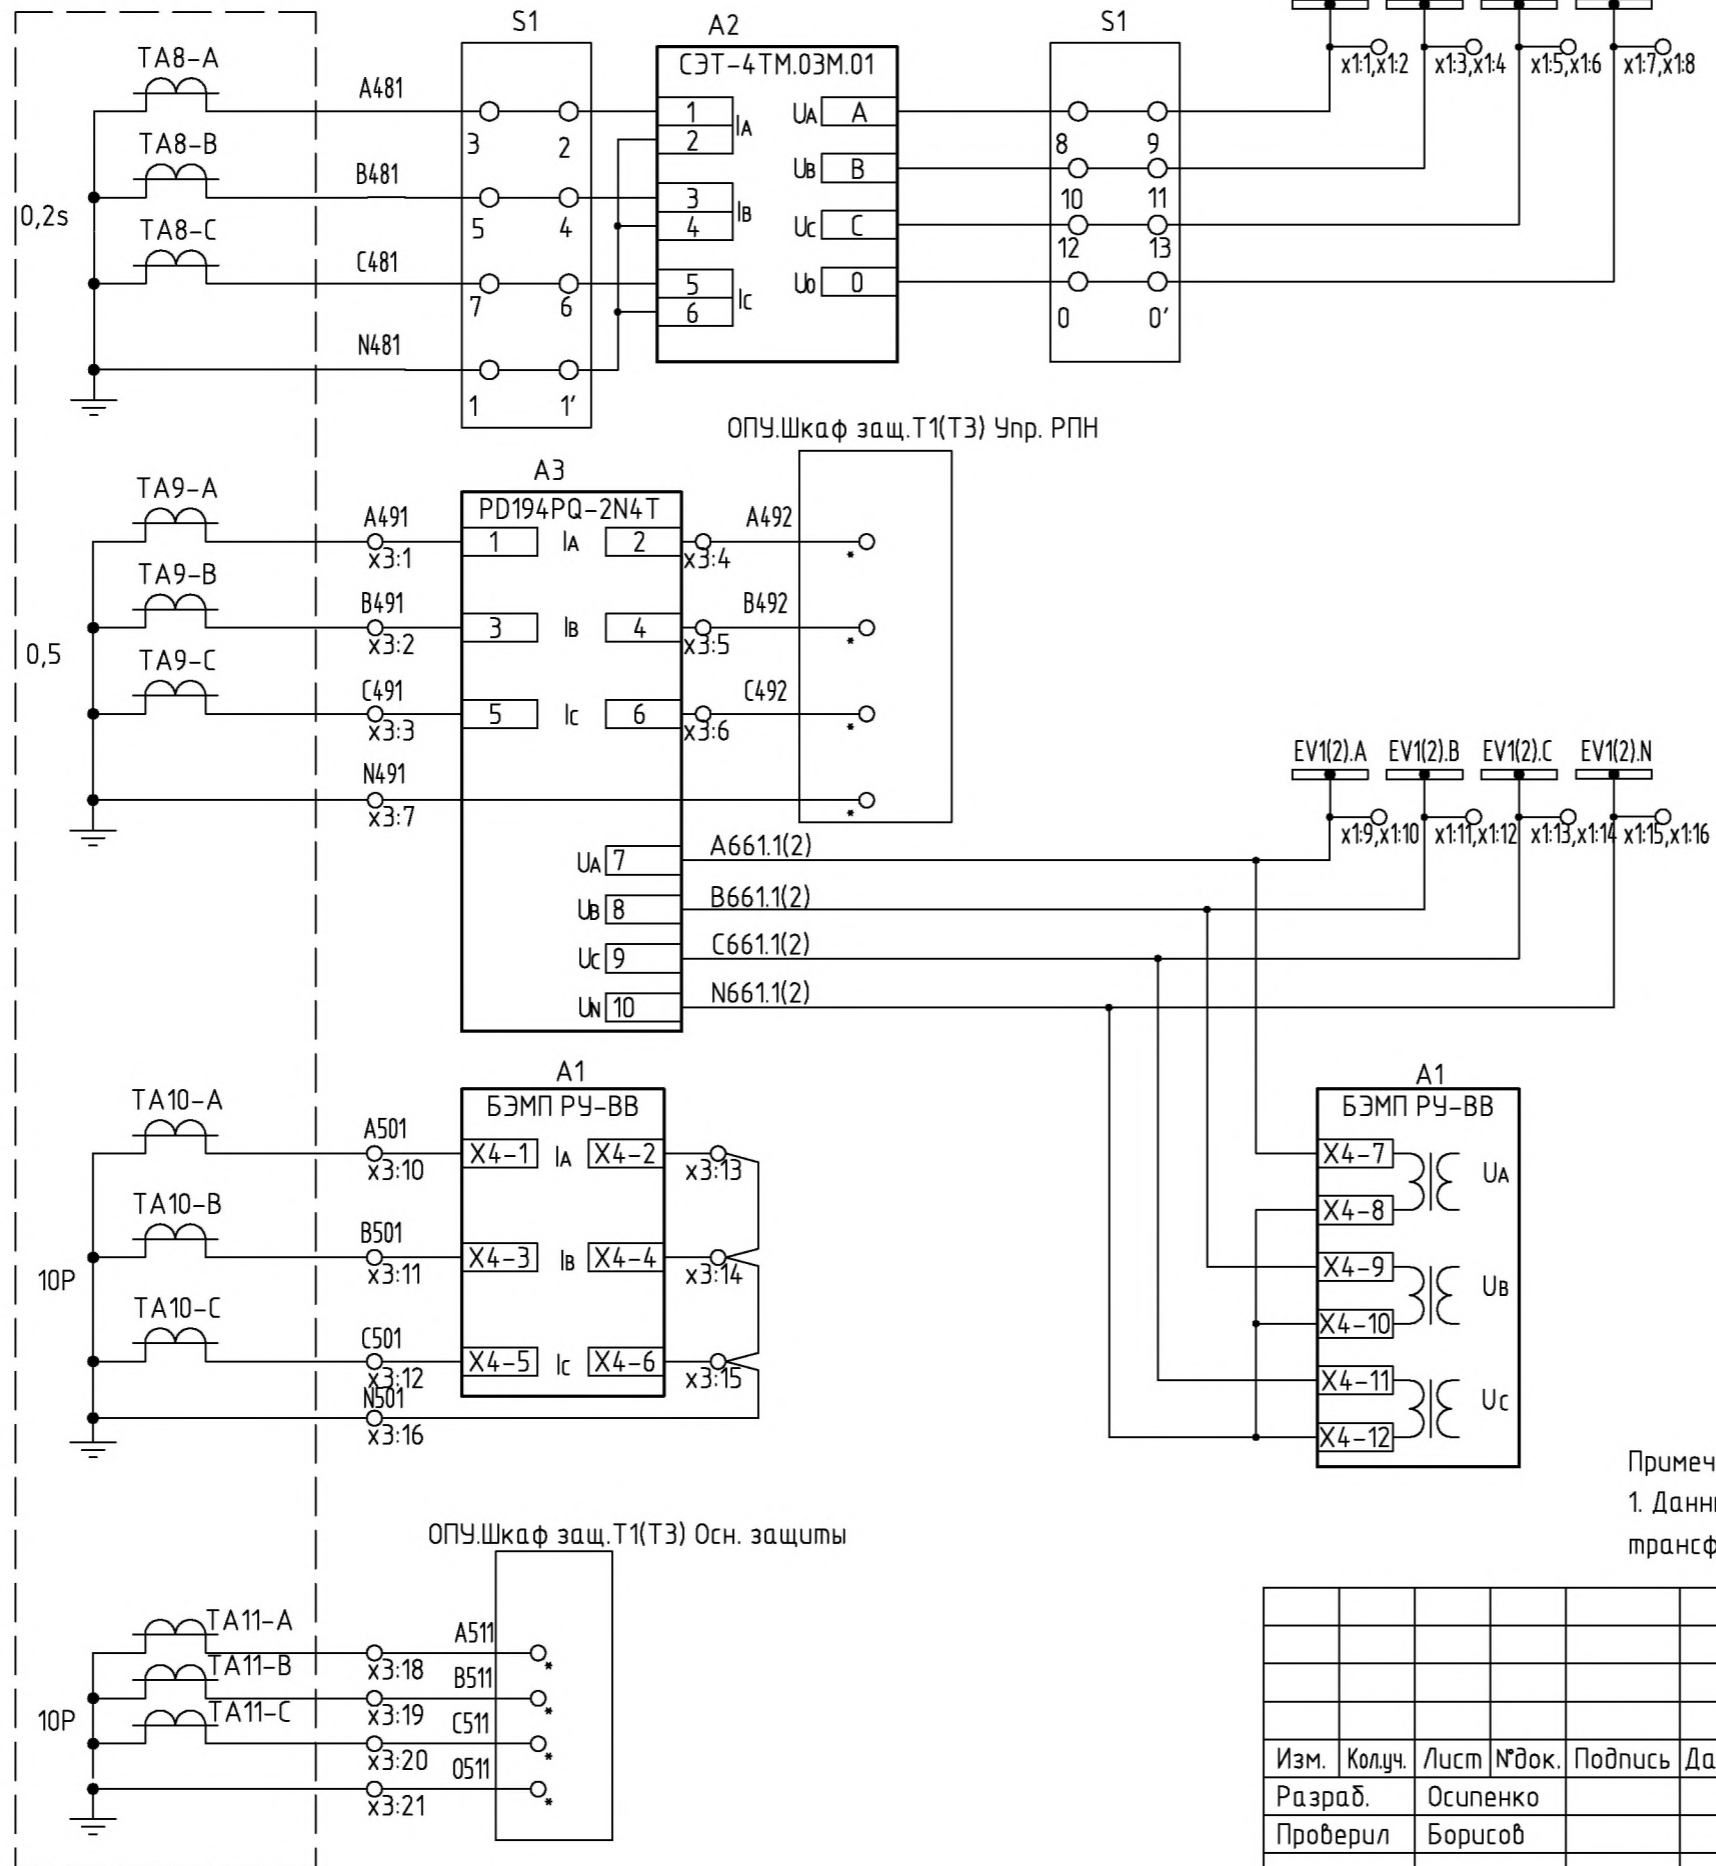 S1
A2
S1
x1:1,x1:2
x1:3,x1:4
x1:5,x1:6
x1:7,x1:8
СЭТ-4ТМ.03М.01
TA8-A
A481
3
2
1
2
IA
UA
A
8
9
TA8-B
B481
5
4
3
4
IB
UB
B
10
11
0,2s
TA8-C
C481
7
6
5
6
IC
UC
C
12
13
U0
0
0
0'
N481
1
1'
ОПУ.Шкаф защ.Т1(Т3) Упр. РПН
A3
PD194PQ-2N4T
TA9-A
A491
x3:1
1
IA
2
x3:4
A492
*
TA9-B
B491
x3:2
3
IB
4
x3:5
B492
*
0,5
TA9-C
C491
x3:3
5
IC
6
x3:6
C492
*
N491
x3:7
*
EV1(2).A
EV1(2).B
EV1(2).C
EV1(2).N
x1:9,x1:10
x1:11,x1:12
x1:13,x1:14
x1:15,x1:16
UA
7
A661.1(2)
UB
8
B661.1(2)
UC
9
C661.1(2)
UN
10
N661.1(2)
A1
БЭМП РУ-ВВ
TA10-A
A501
x3:10
X4-1
IA
X4-2
x3:13
TA10-B
B501
x3:11
X4-3
IB
X4-4
x3:14
10P
TA10-C
C501
x3:12
X4-5
IC
X4-6
x3:15
N501
x3:16
A1
БЭМП РУ-ВВ
X4-7
UA
X4-8
X4-9
UB
X4-10
X4-11
UC
X4-12
Примеч
1. Данн
трансф
ОПУ.Шкаф защ.Т1(Т3) Осн. защиты
TA11-A
x3:18
A511
*
TA11-B
x3:19
B511
*
10P
TA11-C
x3:20
C511
*
0511
x3:21
*
Изм.
Кол.уч.
Лист
№док.
Подпись
Да
Разраб.
Осипенко
Проверил
Борисов